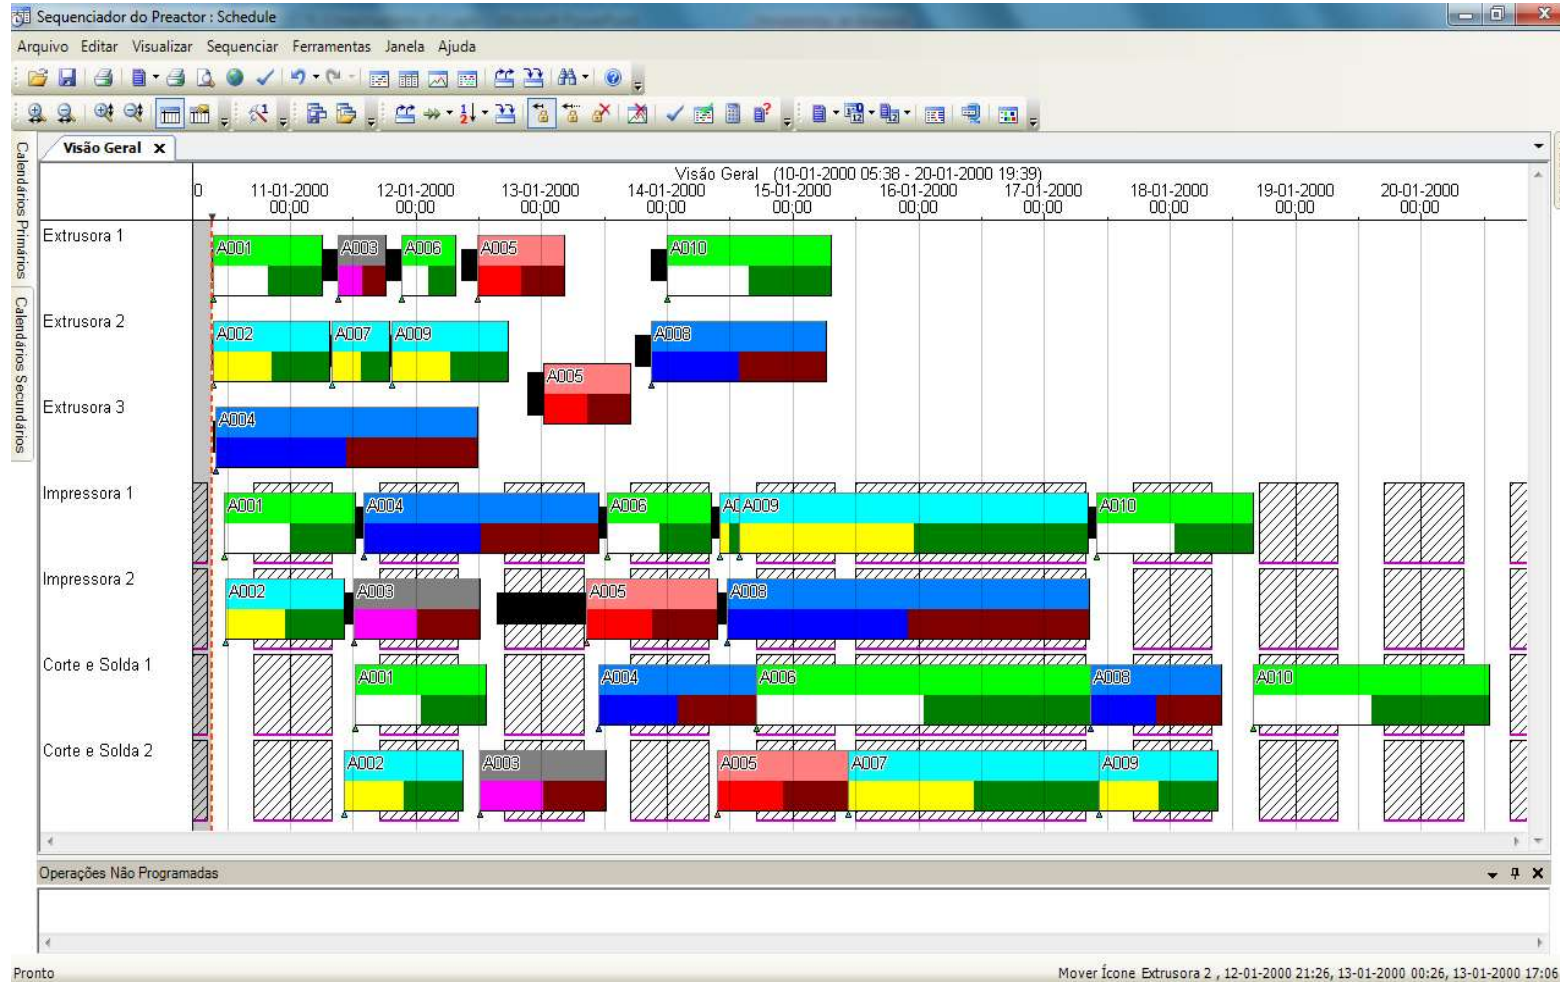 Sequenciador do Preactor : Schedule
Arquivo Editar Visualizar Sequenciar Ferramentas Janela Ajuda
Visão Geral x
Calendários Primários
Calendários Secundários
Visão Geral (10-01-2000 05:38 - 20-01-2000 19:39)
0 11-01-2000 12-01-2000 13-01-2000 14-01-2000 15-01-2000 16-01-2000 17-01-2000 18-01-2000 19-01-2000 20-01-2000
00:00 00:00 00:00 00:00 00:00 00:00 00:00 00:00 00:00 00:00
Extrusora 1
A001 A003 A006 A005 A010
Extrusora 2
A002 A007 A009 A008
A005
Extrusora 3
A004
Impressora 1
A001 A004 A006 A0 A009 A010
Impressora 2
A002 A003 A005 A008
Corte e Solda 1
A001 A004 A006 A008 A010
Corte e Solda 2
A002 A003 A005 A007 A009
Operações Não Programadas
Pronto
Mover Ícone Extrusora 2 , 12-01-2000 21:26, 13-01-2000 00:26, 13-01-2000 17:06